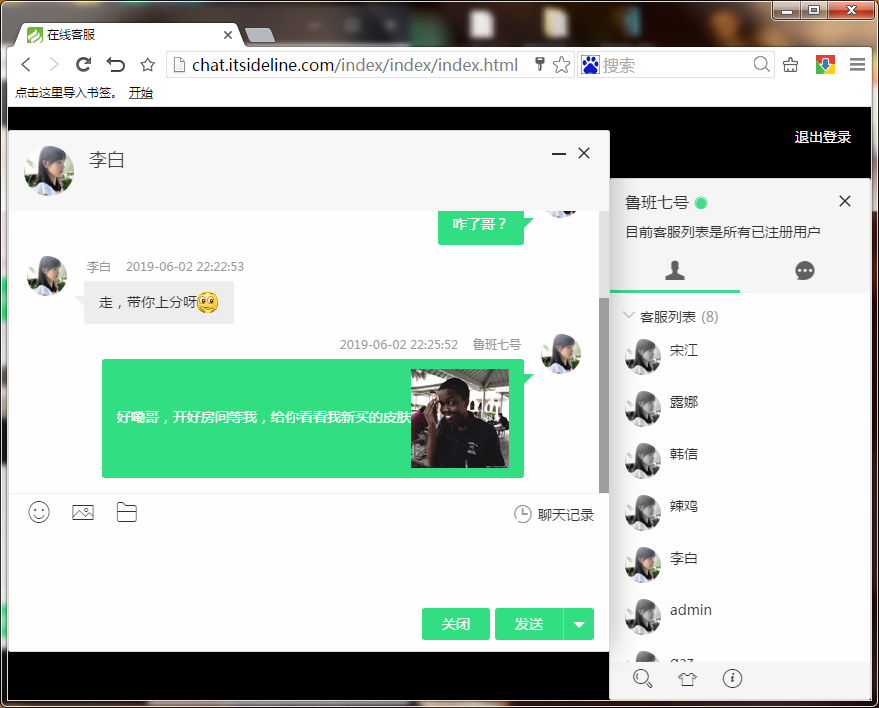 在线客服
chat.itsideline.com/index/index/index.html
搜索
点击这里导入书签。 开始
退出登录
李白
咋了哥？
李白 2019-06-02 22:22:53
走，带你上分呀
2019-06-02 22:25:52 鲁班七号
好嘞哥，开好房间等我，给你看看我新买的皮肤
聊天记录
关闭
发送
鲁班七号
目前客服列表是所有已注册用户
客服列表 (8)
宋江
露娜
韩信
辣鸡
李白
admin